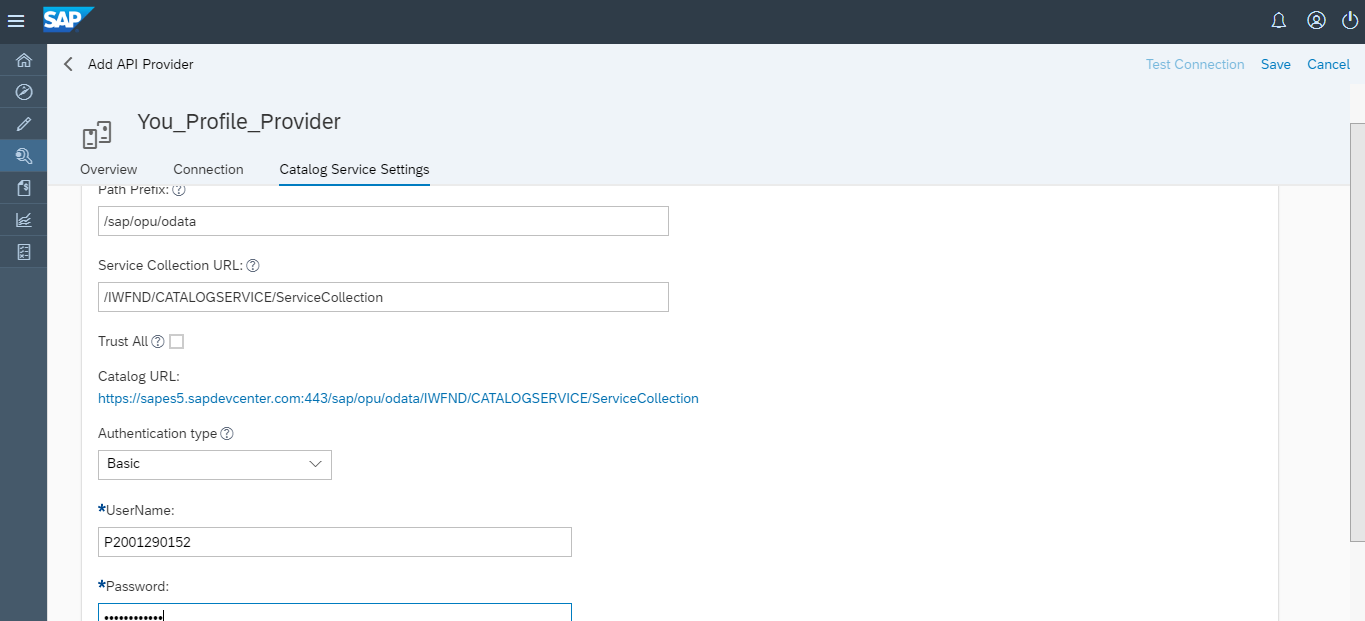 SAP
Add API Provider
Test Connection Save Cancel
You_Profile_Provider
Overview Connection Catalog Service Settings
Path Prefix: ?
/sap/opu/odata
Service Collection URL: ?
/IWFND/CATALOGSERVICE/ServiceCollection
Trust All ?
Catalog URL:
https://sapes5.sapdevcenter.com:443/sap/opu/odata/IWFND/CATALOGSERVICE/ServiceCollection
Authentication type ?
Basic
*UserName:
P2001290152
*Password:
••••••••••••